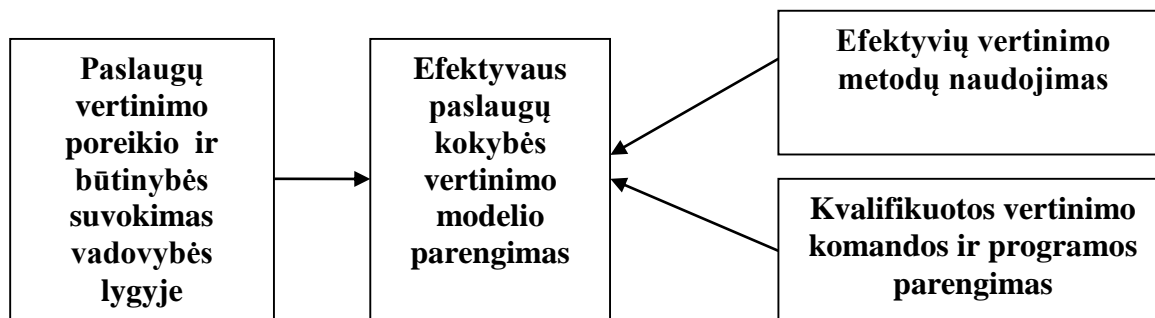 Paslaugų
vertinimo
poreikio ir
būtinybės
suvokimas
vadovybės
lygyje
Efektyvaus
paslaugų
kokybės
vertinimo
modelio
parengimas
Efektyvių vertinimo
metodų naudojimas
Kvalifikuotos vertinimo
komandos ir programos
parengimas